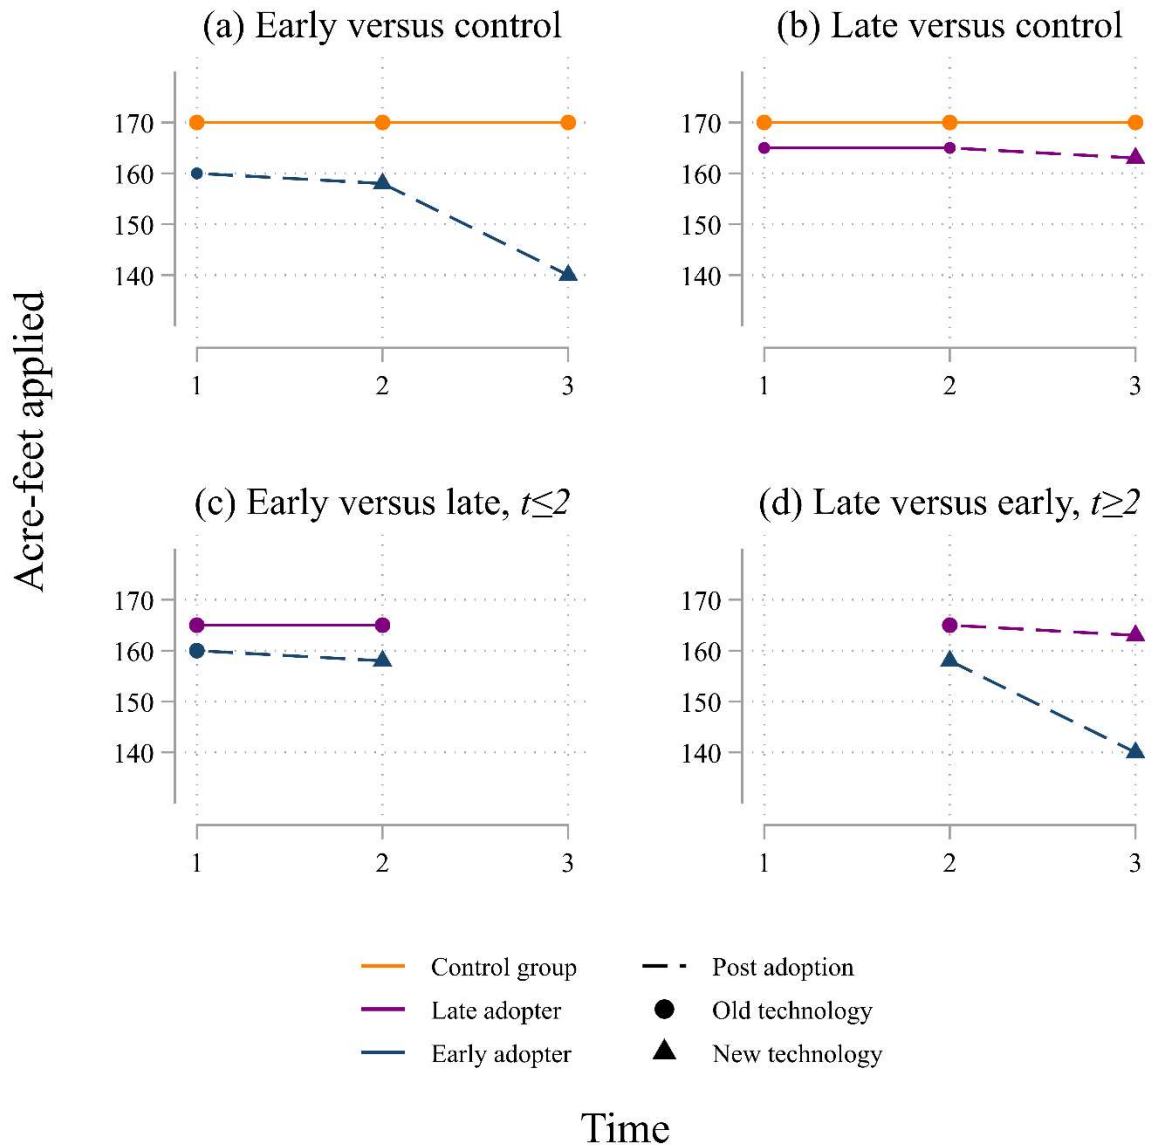 (a) Early versus control
170
160
150
140
1 2 3
(b) Late versus control
170
160
150
140
1 2 3
Acre-feet applied
(c) Early versus late, t≤2
170
160
150
140
1 2 3
(d) Late versus early, t≥2
170
160
150
140
1 2 3
Control group
Post adoption
Late adopter
Old technology
Early adopter
New technology
Time